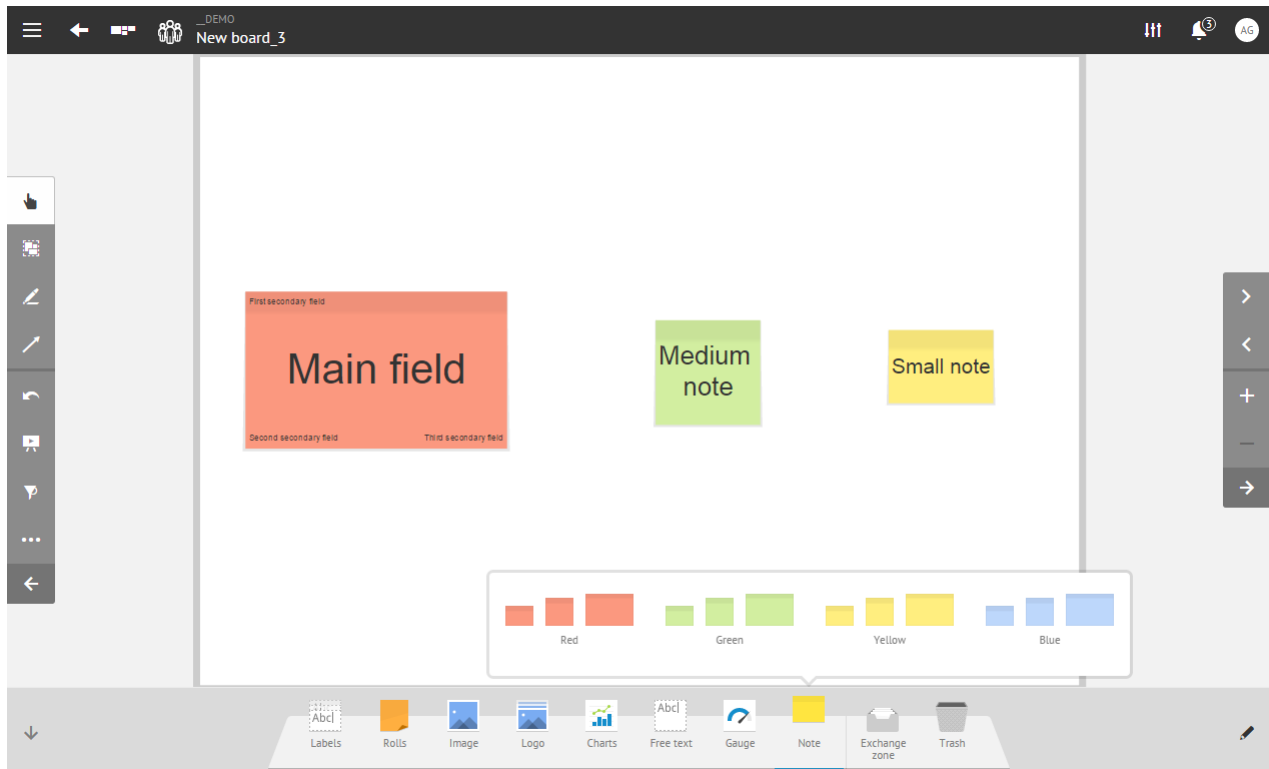 __DEMO
New board_3
3
AG
First secondary field
Main field
Second secondary field
Third secondary field
Medium
note
Small note
Red
Green
Yellow
Blue
Abc
Abc
Labels
Rolls
Image
Logo
Charts
Free text
Gauge
Note
Exchange
zone
Trash